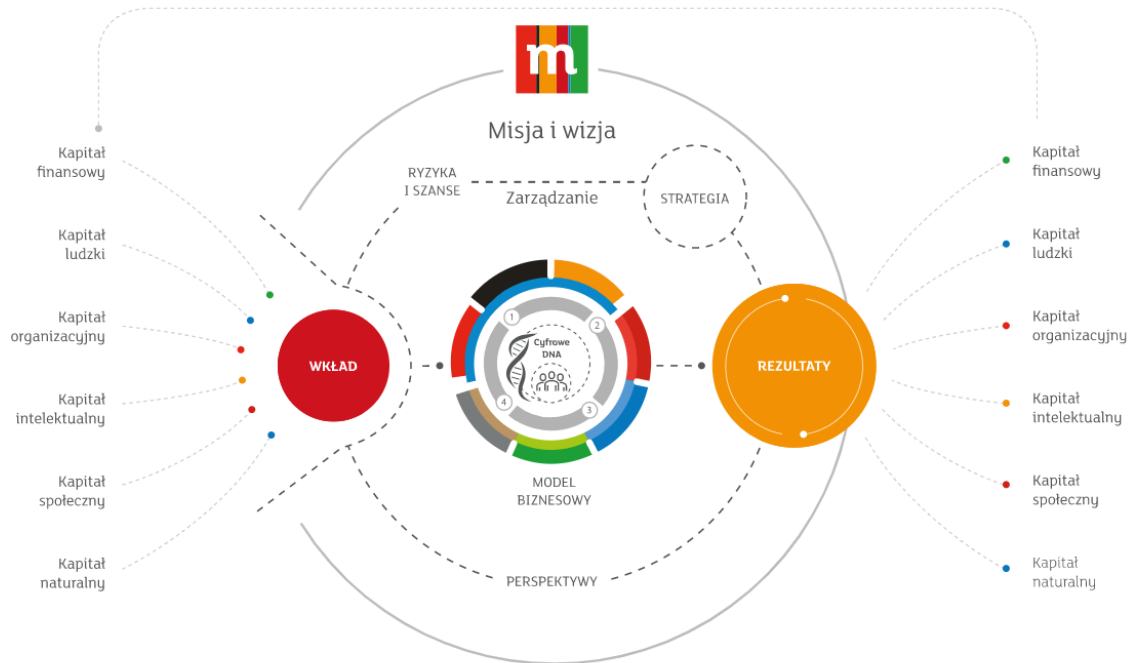 m
Misja i wizja
Kapitał
finansowy
Kapitał
ludzki
Kapitał
organizacyjny
Kapitał
intelektualny
Kapitał
społeczny
Kapitał
naturalny
RYZYKA
I SZANSE
Zarządzanie
STRATEGIA
WKŁAD
1
2
Cyfrowe
DNA
4
3
MODEL
BIZNESOWY
PERSPEKTYWY
REZULTATY
Kapitał
finansowy
Kapitał
ludzki
Kapitał
organizacyjny
Kapitał
intelektualny
Kapitał
społeczny
Kapitał
naturalny